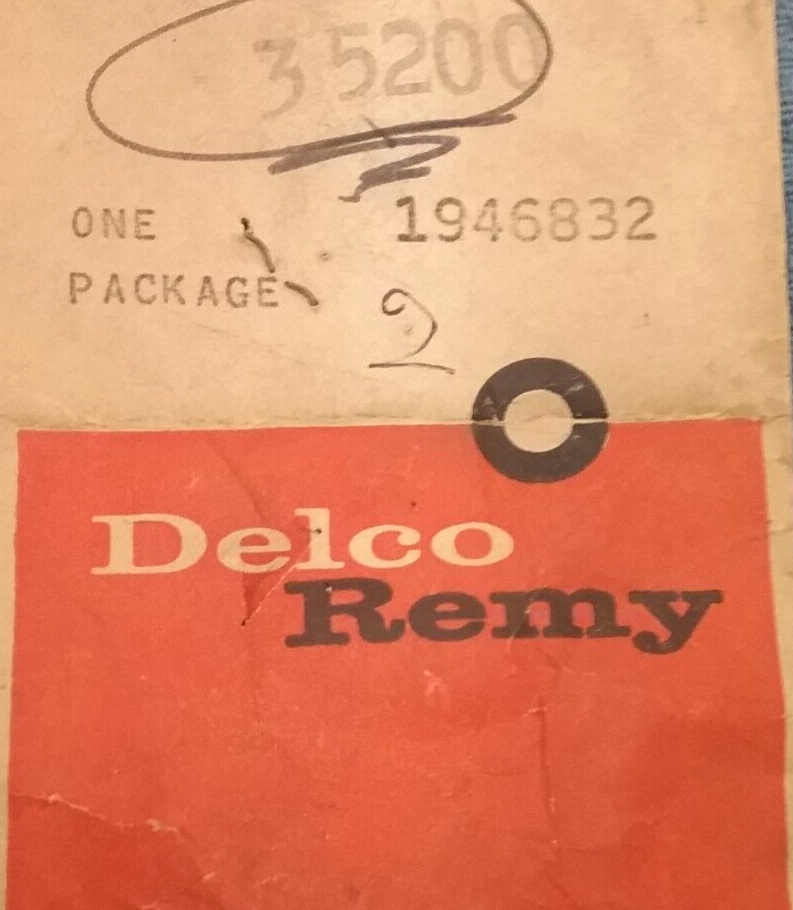 35200
ONE 1946832
PACKAGE
2
Delco
Remy